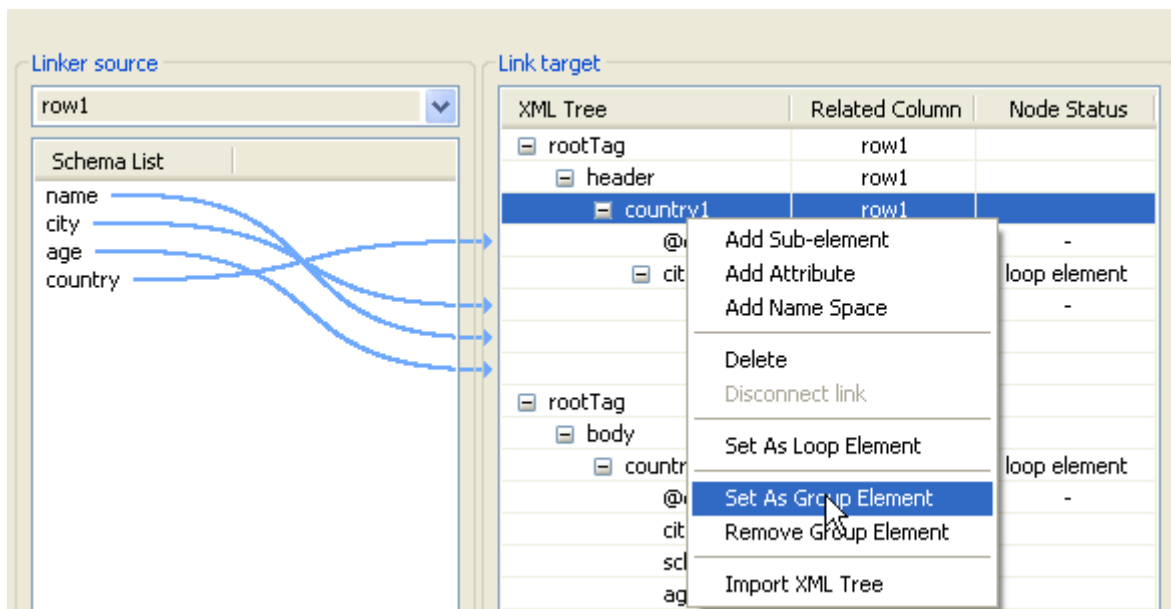 Linker source
row1
Schema List
name
city
age
country
Link target
XML Tree Related Column Node Status
rootTag row1
header row1
country1 row1
-
loop element
-
rootTag
body
loop element
-
Add Sub-element
Add Attribute
Add Name Space
Delete
Disconnect link
Set As Loop Element
Set As Group Element
Remove Group Element
Import XML Tree